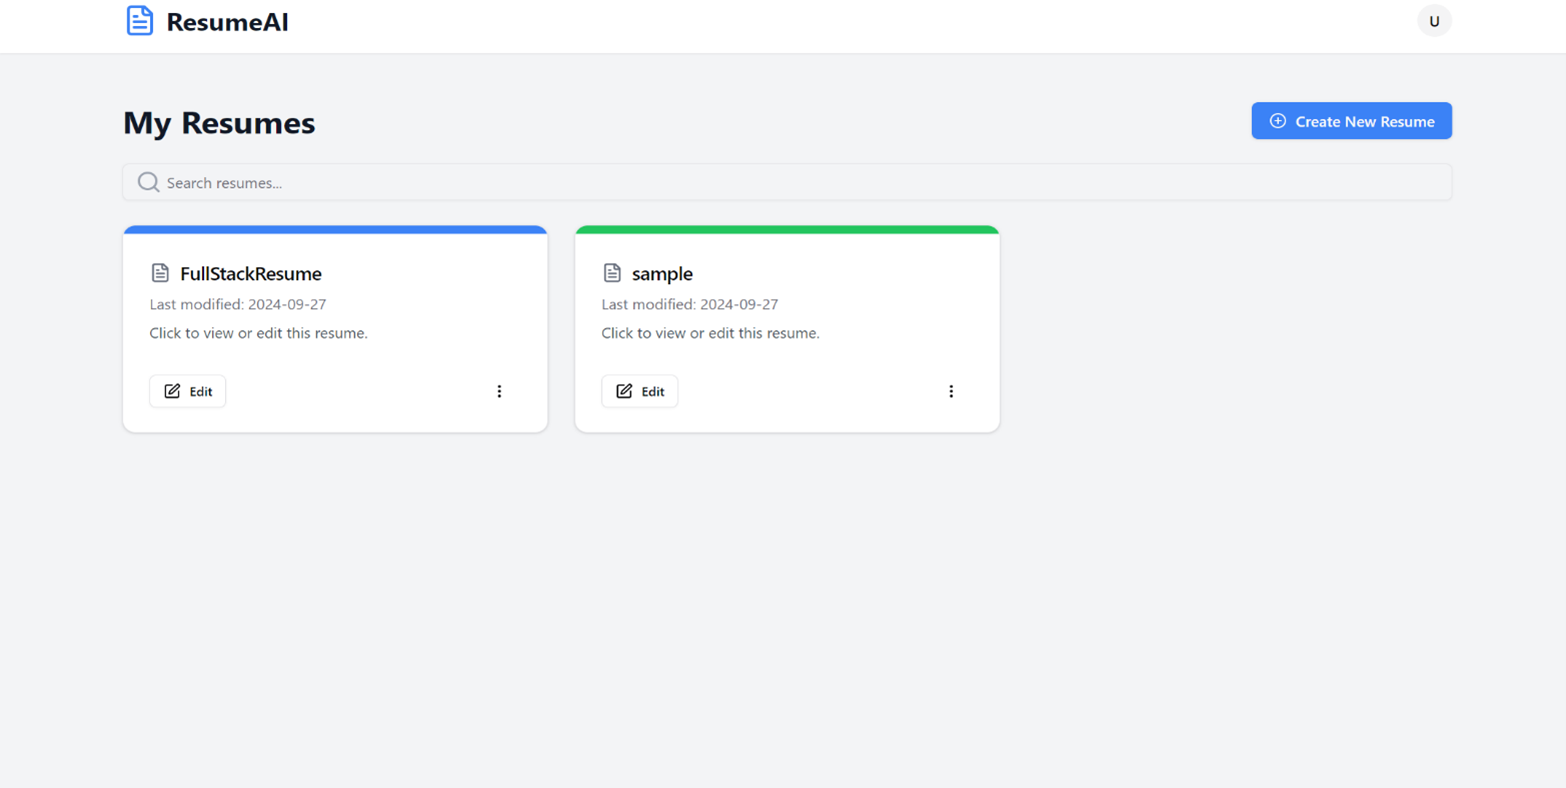 ResumeAI
U
My Resumes
Create New Resume
Search resumes...
FullStackResume
Last modified: 2024-09-27
Click to view or edit this resume.
Edit
sample
Last modified: 2024-09-27
Click to view or edit this resume.
Edit